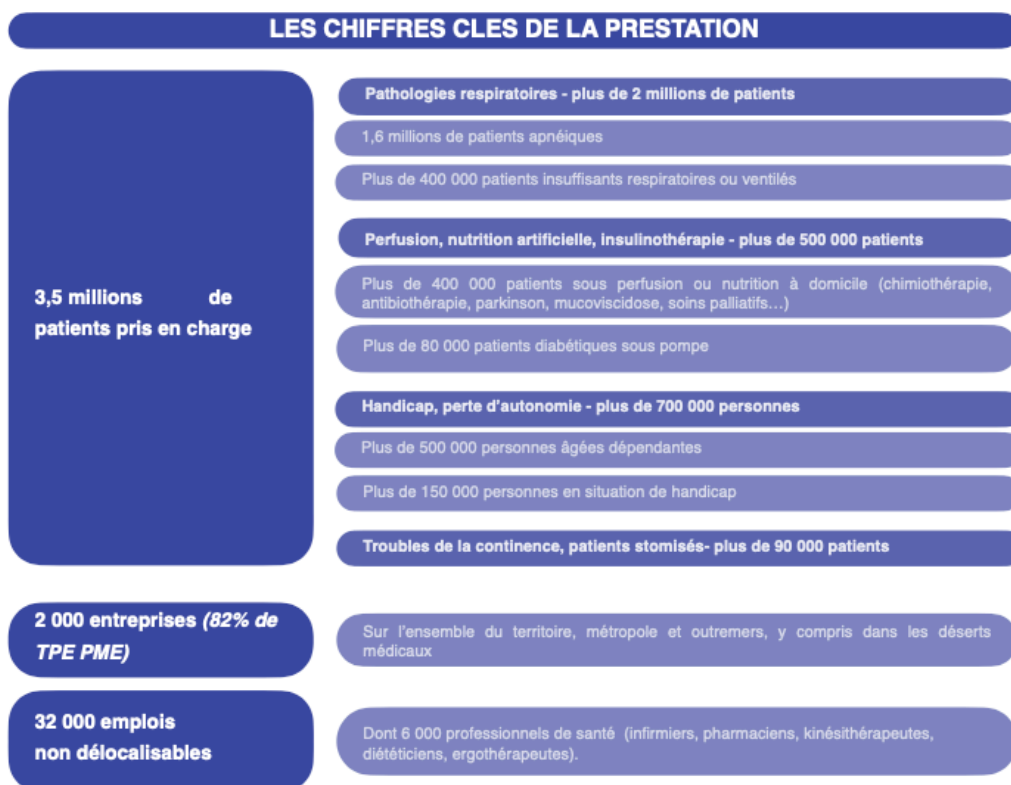 LES CHIFFRES CLES DE LA PRESTATION
3,5 millions de
patients pris en charge
Pathologies respiratoires - plus de 2 millions de patients
1,6 millions de patients apnéiques
Plus de 400 000 patients insuffisants respiratoires ou ventilés
Perfusion, nutrition artificielle, insulinothérapie - plus de 500 000 patients
Plus de 400 000 patients sous perfusion ou nutrition à domicile (chimiothérapie,
antibiothérapie, parkinson, mucoviscidose, soins palliatifs…)
Plus de 80 000 patients diabétiques sous pompe
Handicap, perte d'autonomie - plus de 700 000 personnes
Plus de 500 000 personnes âgées dépendantes
Plus de 150 000 personnes en situation de handicap
Troubles de la continence, patients stomisés- plus de 90 000 patients
2 000 entreprises (82% de
TPE PME)
Sur l'ensemble du territoire, métropole et outremers, y compris dans les déserts
médicaux
32 000 emplois
non délocalisables
Dont 6 000 professionnels de santé (infirmiers, pharmaciens, kinésithérapeutes,
diététiciens, ergothérapeutes).